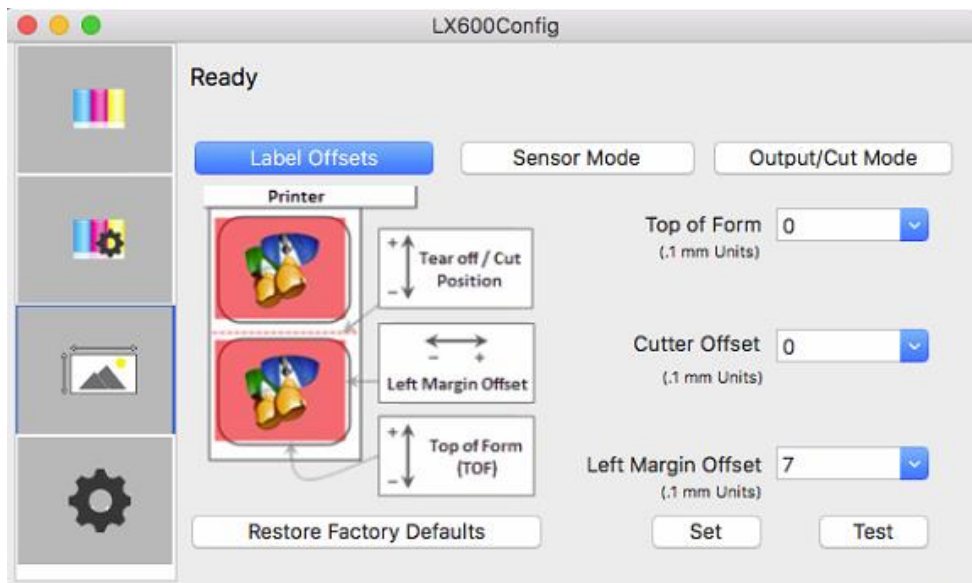 LX600Config
Ready
Label Offsets
Sensor Mode
Output/Cut Mode
Printer
+
Tear off / Cut
Position
–
– +
Left Margin Offset
+
Top of Form
(TOF)
–
Top of Form 0
(.1 mm Units)
Cutter Offset 0
(.1 mm Units)
Left Margin Offset 7
(.1 mm Units)
Restore Factory Defaults
Set
Test